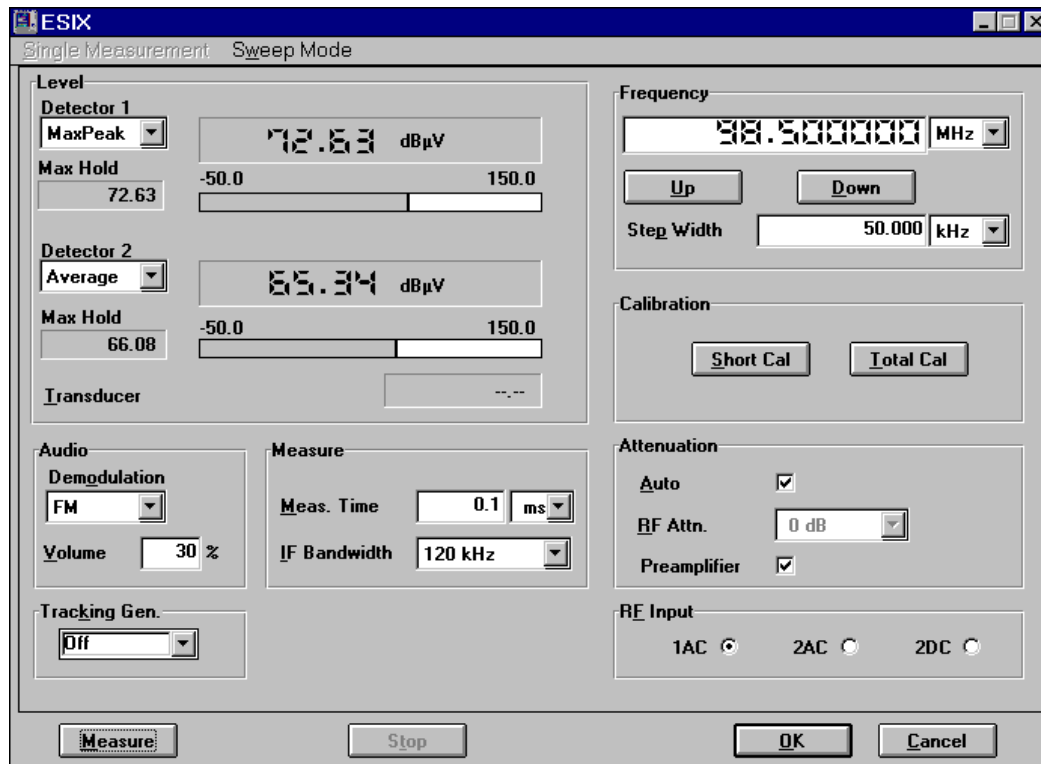 ESIX
Single Measurement Sweep Mode
Level
Detector 1
MaxPeak
72.63 dBµV
Max Hold
72.63
-50.0 150.0
Detector 2
Average
65.34 dBµV
Max Hold
66.08
-50.0 150.0
Transducer --.--
Frequency
98.500000 MHz
Up Down
Step Width 50.000 kHz
Calibration
Short Cal Total Cal
Audio
Demodulation
FM
Volume 30 %
Measure
Meas. Time 0.1 ms
IF Bandwidth 120 kHz
Attenuation
Auto
RF Attn. 0 dB
Preamplifier
Tracking Gen.
Off
RF Input
1AC 2AC 2DC
Measure Stop OK Cancel